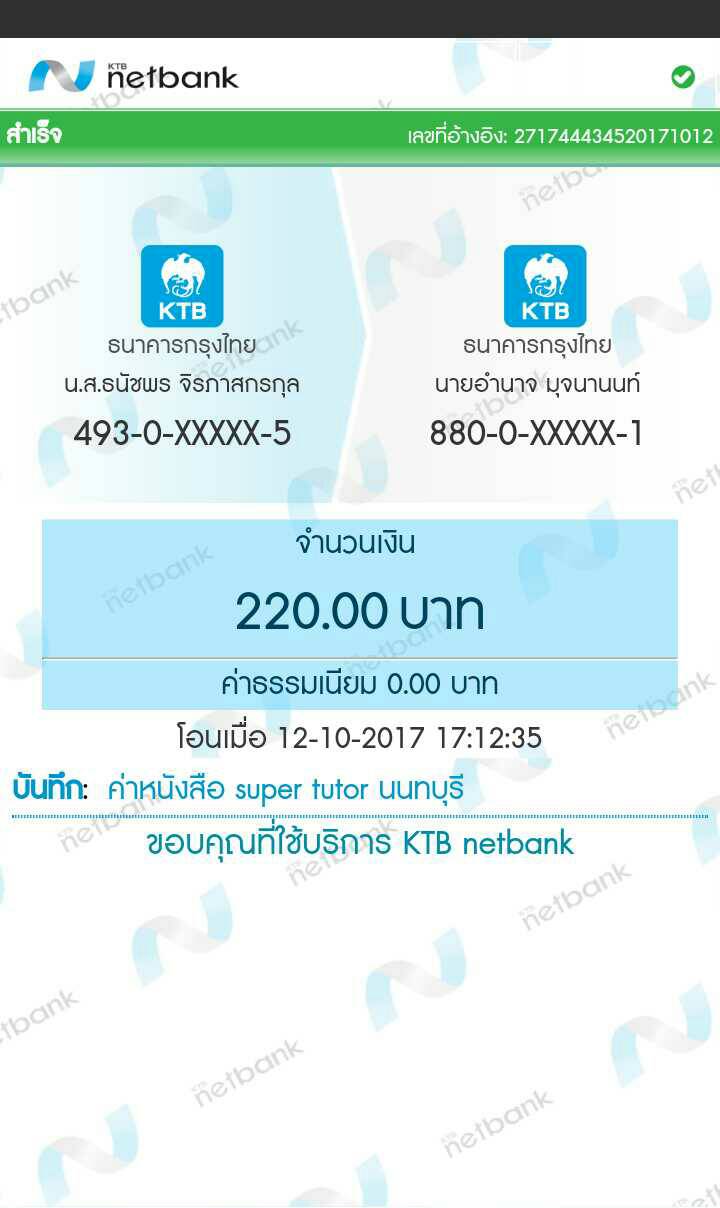 KTB
netbank
สำเร็จ
เลขที่อ้างอิง: 271744434520171012
KTB
KTB
ธนาคารกรุงไทย
ธนาคารกรุงไทย
น.ส.ธนัชพร จิรภาสกรกุล
นายอำนาจ มุจนานนท์
493-0-XXXXX-5
880-0-XXXXX-1
จำนวนเงิน
220.00 บาท
ค่าธรรมเนียม 0.00 บาท
โอนเมื่อ 12-10-2017 17:12:35
บันทึก: ค่าหนังสือ super tutor นนทบุรี
ขอบคุณที่ใช้บริการ KTB netbank